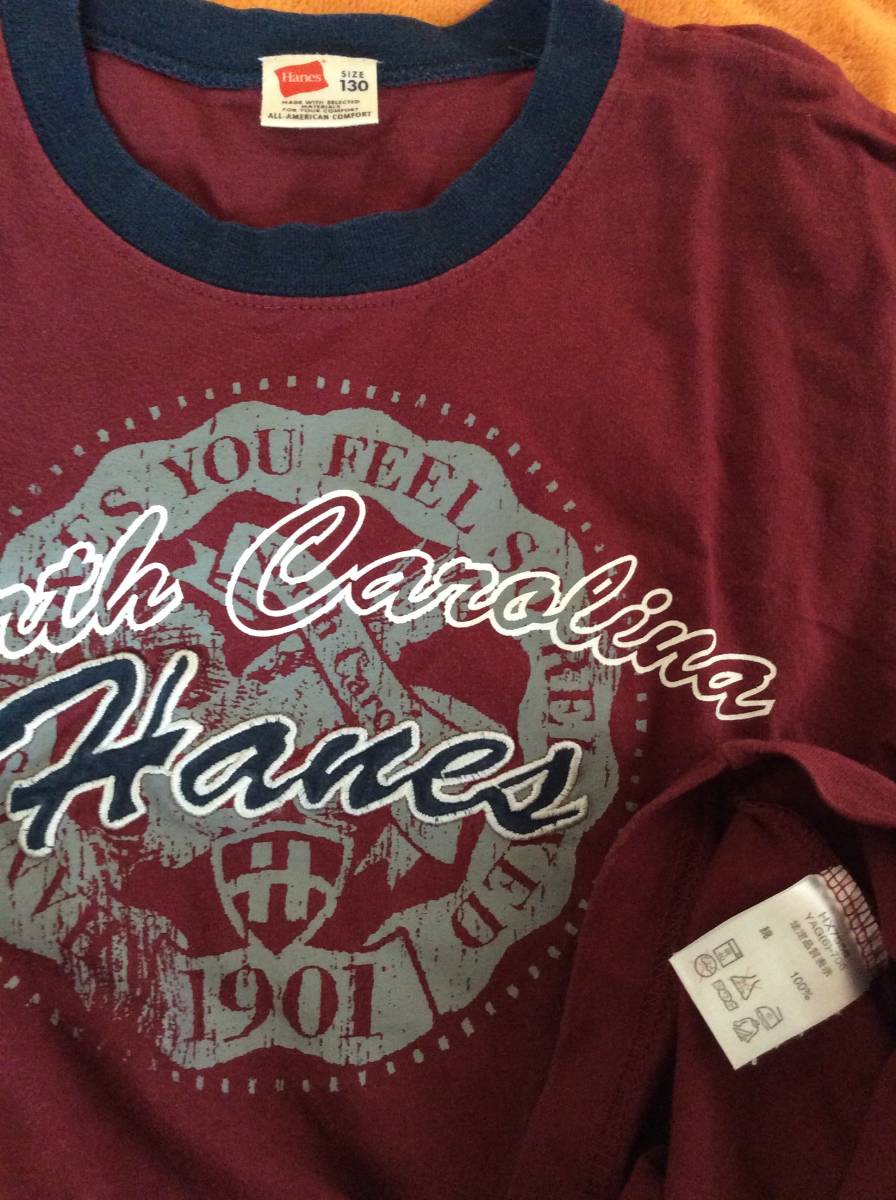 Hanes
SIZE
130
MADE WITH SELECTED
MATERIALS
FOR YOUR COMFORT
ALL-AMERICAN COMFORT
YOU FEEL
Carolina
Hanes
H
1901
綿 100%